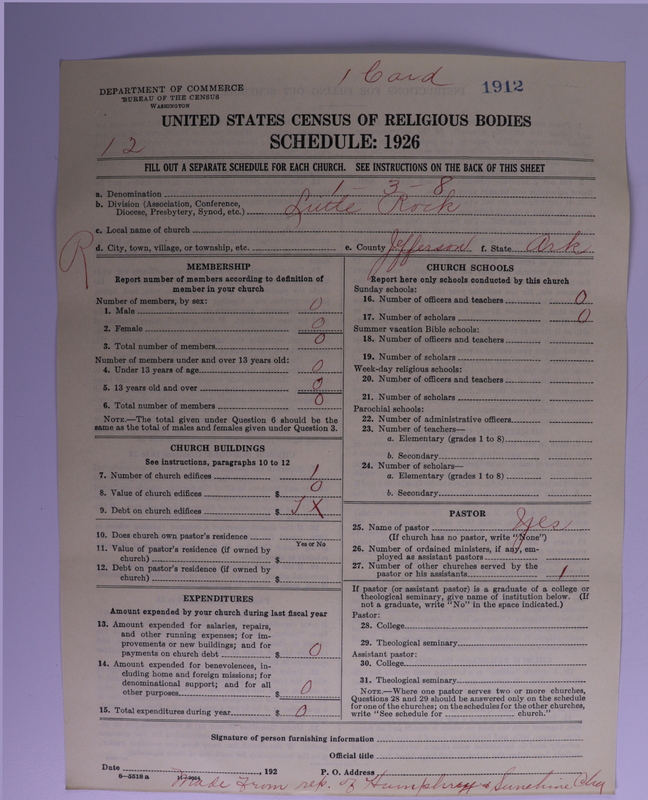 1 Card
1912
DEPARTMENT OF COMMERCE
BUREAU OF THE CENSUS
WASHINGTON
UNITED STATES CENSUS OF RELIGIOUS BODIES
12
SCHEDULE: 1926
FILL OUT A SEPARATE SCHEDULE FOR EACH CHURCH. SEE INSTRUCTIONS ON THE BACK OF THIS SHEET
a. Denomination 1-3-8
b. Division (Association, Conference, Diocese, Presbytery, Synod, etc.) Little Rock
c. Local name of church
R
d. City, town, village, or township, etc. e. County Jefferson f. State Ark
MEMBERSHIP
Report number of members according to definition of
member in your church
Number of members, by sex:
1. Male 0
2. Female 0
3. Total number of members 0
Number of members under and over 13 years old:
4. Under 13 years of age 0
5. 13 years old and over 0
6. Total number of members 0
NOTE.—The total given under Question 6 should be the
same as the total of males and females given under Question 3.
CHURCH BUILDINGS
See instructions, paragraphs 10 to 12
7. Number of church edifices 1
8. Value of church edifices $ 0
9. Debt on church edifices $ X
10. Does church own pastor's residence
Yes or No
11. Value of pastor's residence (if owned by
church) $
12. Debt on pastor's residence (if owned by
church) $
EXPENDITURES
Amount expended by your church during last fiscal year
13. Amount expended for salaries, repairs,
and other running expenses; for im-
provements or new buildings; and for
payments on church debt $ 0
14. Amount expended for benevolences, in-
cluding home and foreign missions; for
denominational support; and for all
other purposes $ 0
15. Total expenditures during year $ 0
CHURCH SCHOOLS
Report here only schools conducted by this church
Sunday schools:
16. Number of officers and teachers 0
17. Number of scholars 0
Summer vacation Bible schools:
18. Number of officers and teachers
19. Number of scholars
Week-day religious schools:
20. Number of officers and teachers
21. Number of scholars
Parochial schools:
22. Number of administrative officers
23. Number of teachers—
a. Elementary (grades 1 to 8)
b. Secondary
24. Number of scholars—
a. Elementary (grades 1 to 8)
b. Secondary
PASTOR
25. Name of pastor Yes
(If church has no pastor, write "None")
26. Number of ordained ministers, if any, em-
ployed as assistant pastors
27. Number of other churches served by the
pastor or his assistants 1
If pastor (or assistant pastor) is a graduate of a college or
theological seminary, give name of institution below. (If
not a graduate, write "No" in the space indicated.)
Pastor:
28. College
29. Theological seminary
Assistant pastor:
30. College
31. Theological seminary
NOTE.—Where one pastor serves two or more churches,
Questions 28 and 29 should be answered only on the schedule
for one of the churches; on the schedules for the other churches,
write "See schedule for church."
Signature of person furnishing information
Official title
Date , 192 P. O. Address
6—5518 a
Made From rep. of Humphrey & Sunshine Chg